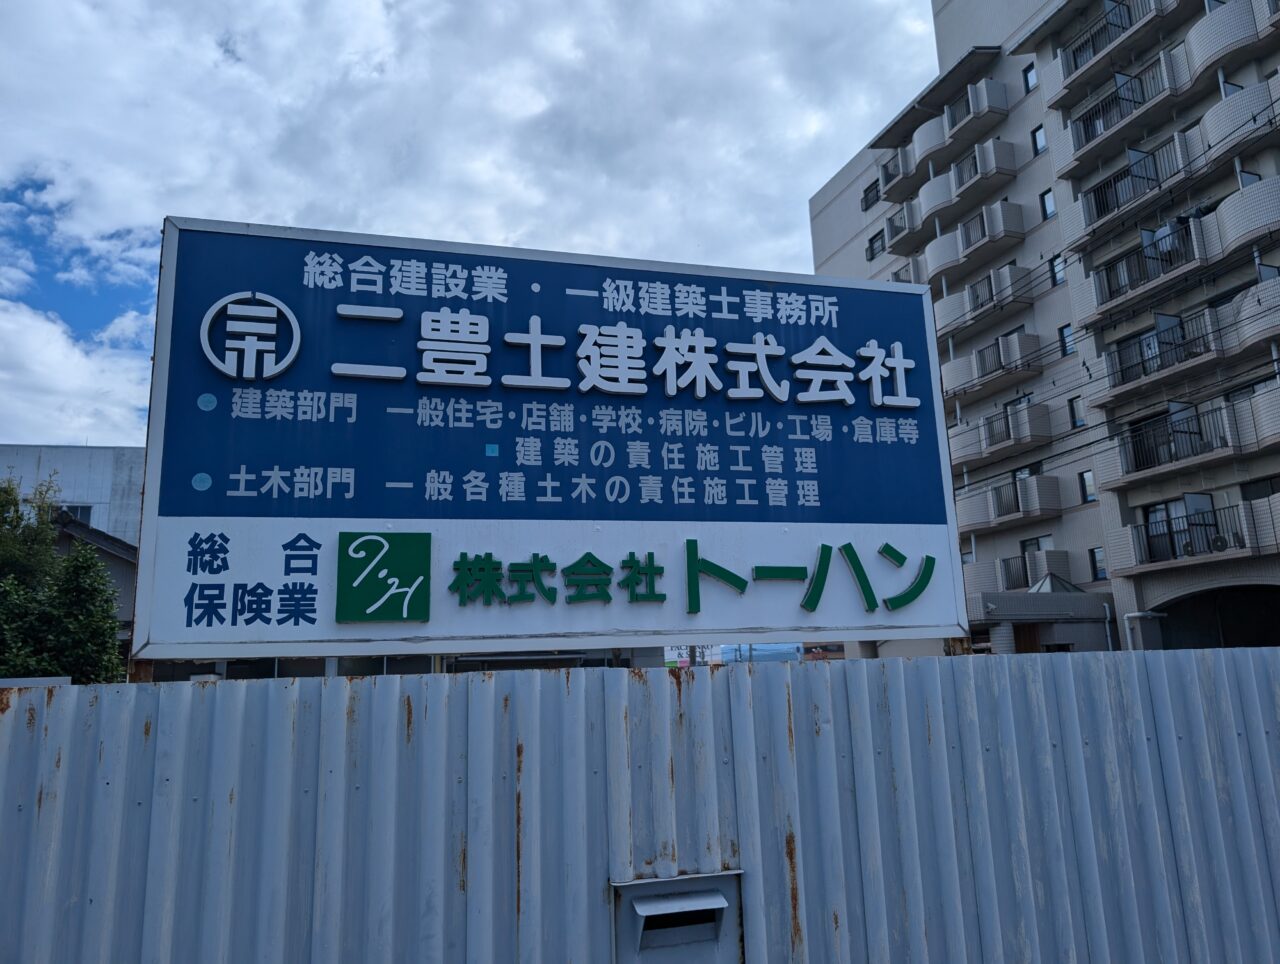 総合建設業・一級建築士事務所
二豊土建株式会社
建築部門 一般住宅・店舗・学校・病院・ビル・工場・倉庫等
建築の責任施工管理
土木部門 一般各種土木の責任施工管理
総合
保険業
T・H
株式会社トーハン
PACHINKO